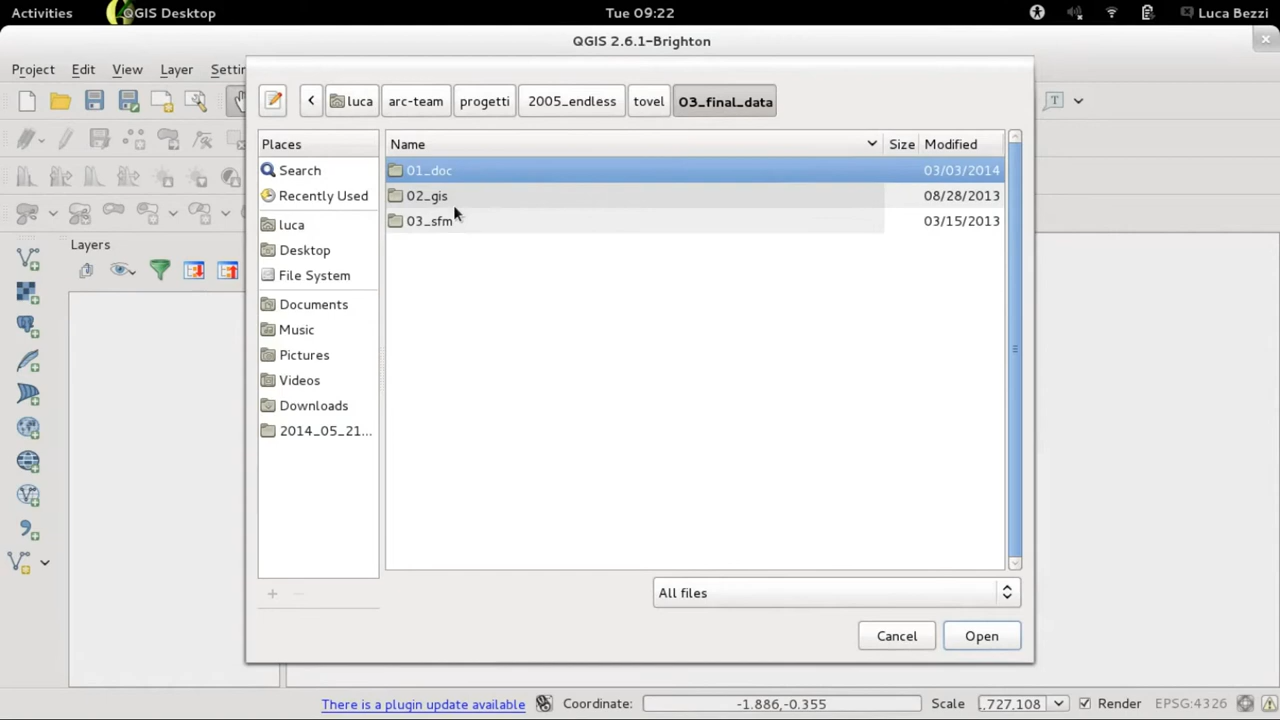 Activities QGIS Desktop Tue 09:22 Luca Bezzi
QGIS 2.6.1-Brighton
Project Edit View Layer Setti
luca arc-team progetti 2005_endless tovel 03_final_data
Places Name Size Modified
Search 01_doc 03/03/2014
Recently Used 02_gis 08/28/2013
luca 03_sfm 03/15/2013
Layers
Desktop
File System
Documents
Music
Pictures
Videos
Downloads
2014_05_21...
All files
Cancel Open
There is a plugin update available Coordinate: -1.886,-0.355 Scale ,727,108 Render EPSG:4326